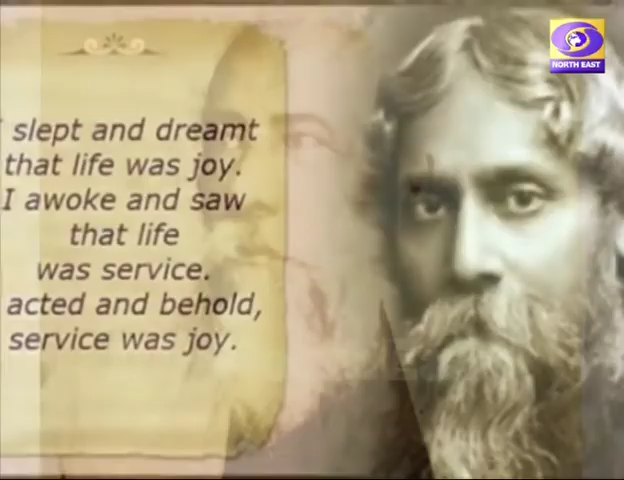 I slept and dreamt
that life was joy.
I awoke and saw
that life
was service.
acted and behold,
service was joy.
NORTH EAST